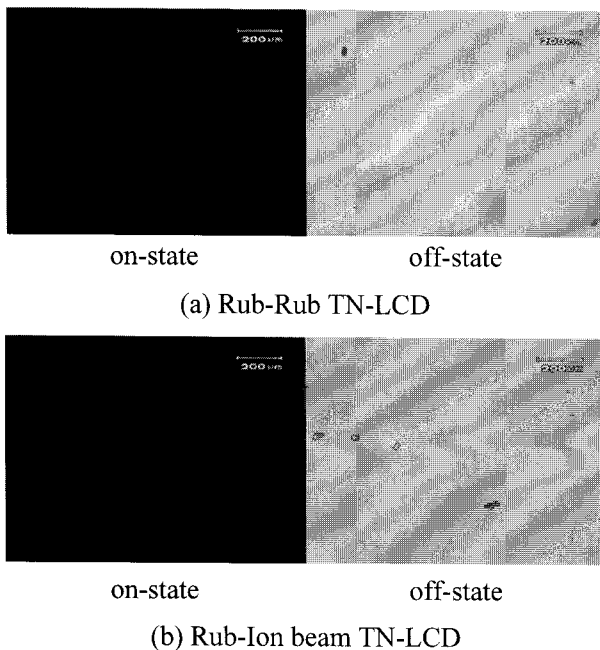 200 μm
200 μm
on-state
off-state
(a) Rub-Rub TN-LCD
200 μm
200 μm
on-state
off-state
(b) Rub-Ion beam TN-LCD